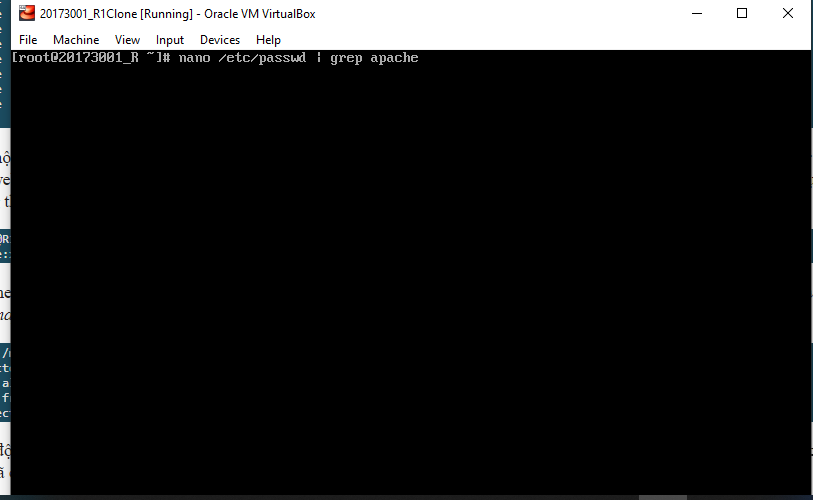 20173001_R1Clone [Running] - Oracle VM VirtualBox
File Machine View Input Devices Help
[root@20173001_R ~]# nano /etc/passwd | grep apache